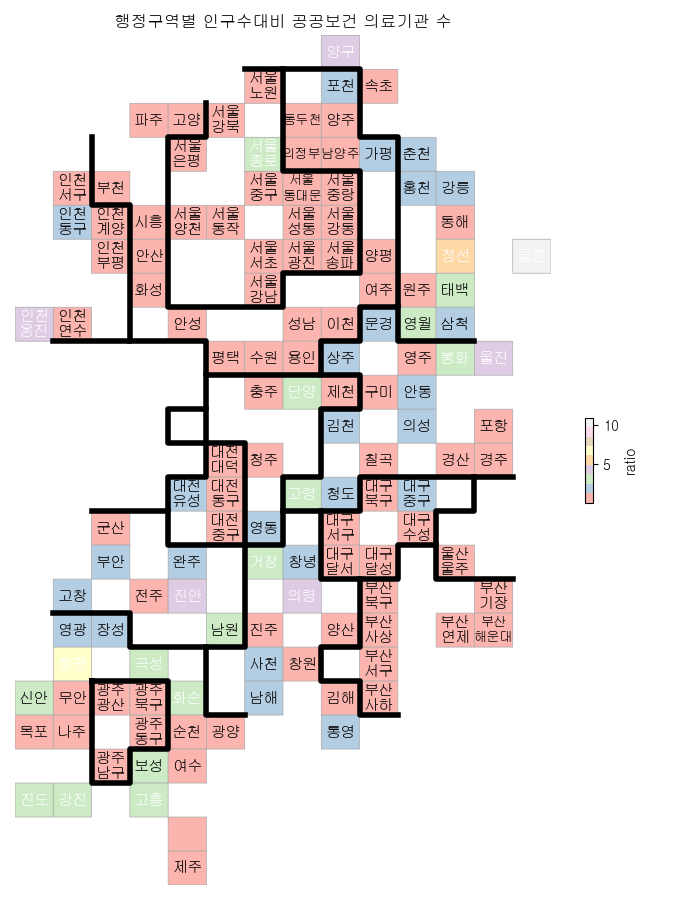 행정구역별 인구수대비 공공보건 의료기관 수
양구
서울
노원
포천
속초
파주
고양
서울
강북
동두천
양주
서울
은평
서울
종로
의정부
남양주
가평
춘천
인천
서구
부천
서울
중구
서울
동대문
서울
중랑
홍천
강릉
인천
동구
인천
계양
시흥
서울
양천
서울
동작
서울
성동
서울
강동
동해
인천
부평
안산
서울
서초
서울
광진
서울
송파
양평
정선
울릉
화성
서울
강남
여주
원주
태백
인천
옹진
인천
연수
안성
성남
이천
문경
영월
삼척
평택
수원
용인
상주
영주
봉화
울진
충주
단양
제천
구미
안동
김천
의성
포항
대전
대덕
청주
칠곡
경산
경주
대전
유성
대전
동구
고령
청도
대구
북구
대구
중구
군산
대전
중구
영동
대구
서구
대구
수성
부안
완주
거창
창녕
대구
달서
대구
달성
울산
울주
고창
전주
진안
의령
부산
북구
부산
기장
영광
장성
남원
진주
양산
부산
사상
부산
연제
부산
해운대
곡성
사천
창원
부산
서구
신안
무안
광주
광산
광주
북구
화순
남해
김해
부산
사하
목포
나주
광주
동구
순천
광양
통영
광주
남구
보성
여수
진도
강진
고흥
제주
10
5
ratio